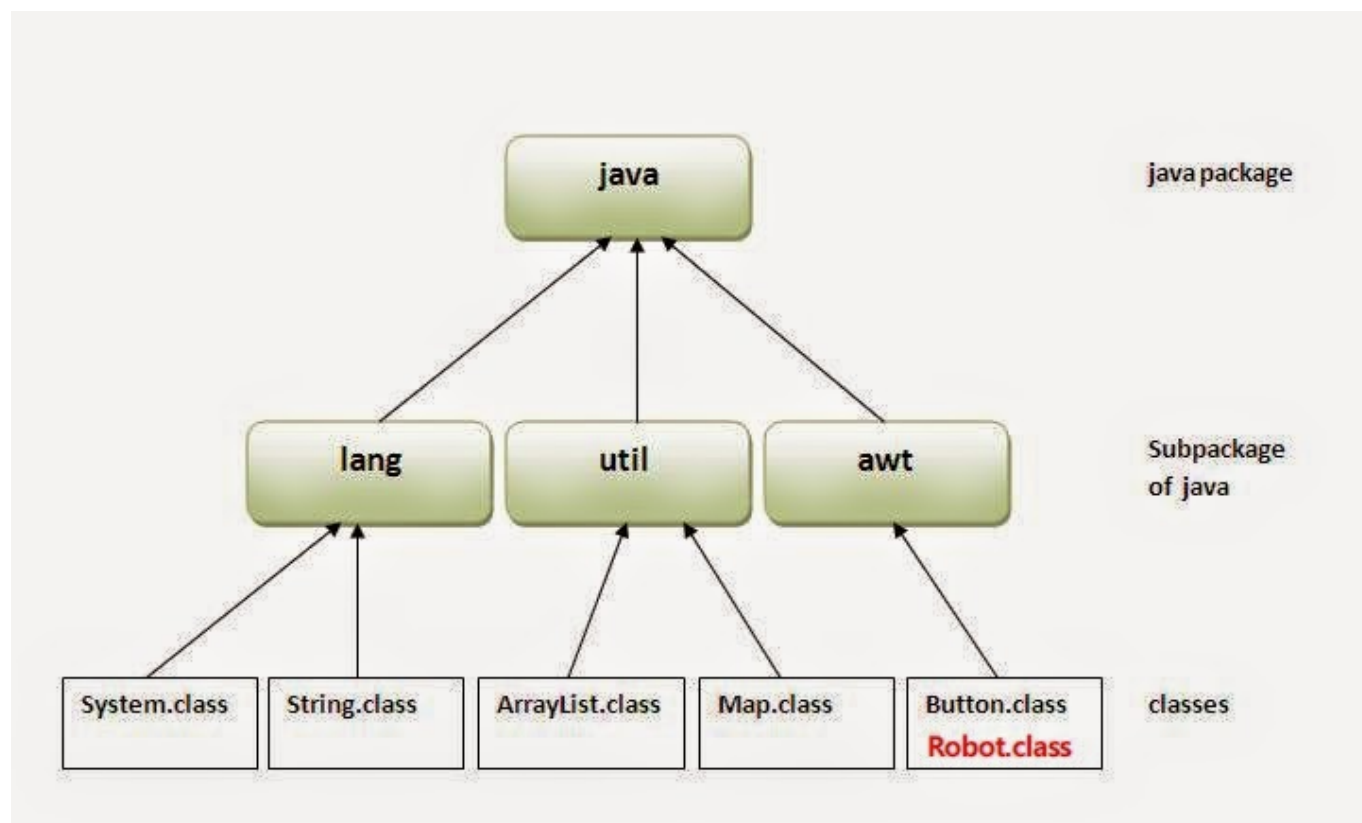 java
java package
lang
util
awt
Subpackage
of java
System.class
String.class
ArrayList.class
Map.class
Button.class
Robot.class
classes